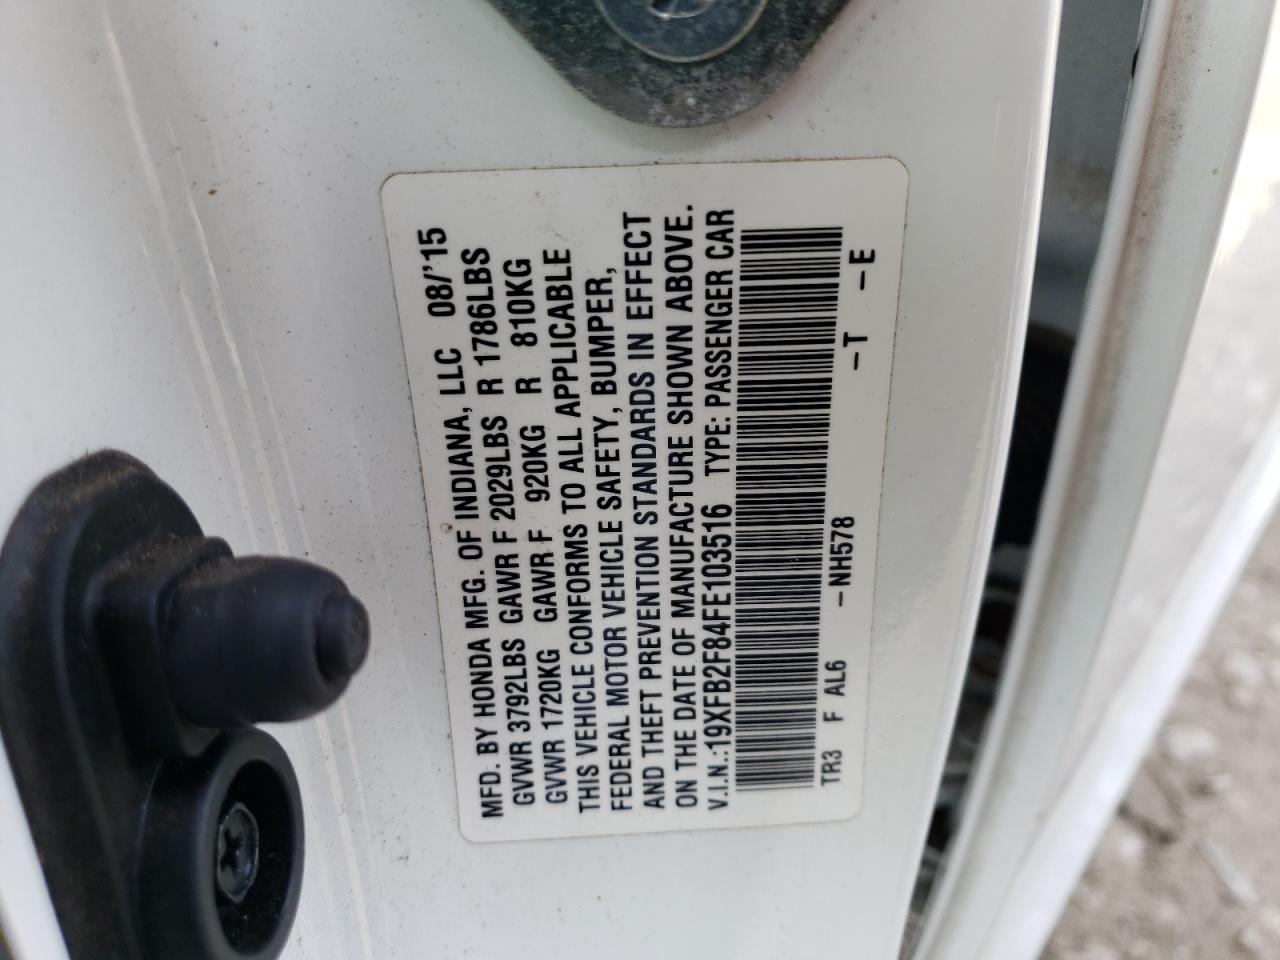 MFD. BY HONDA MFG. OF INDIANA, LLC 08/'15
GVWR 3792LBS GAWR F 2029LBS R 1786LBS
GVWR 1720KG GAWR F 920KG R 810KG
THIS VEHICLE CONFORMS TO ALL APPLICABLE
FEDERAL MOTOR VEHICLE SAFETY, BUMPER,
AND THEFT PREVENTION STANDARDS IN EFFECT
ON THE DATE OF MANUFACTURE SHOWN ABOVE.
V.I.N.:19XFB2F84FE103516 TYPE: PASSENGER CAR
TR3 F AL6 -NH578 -T -E